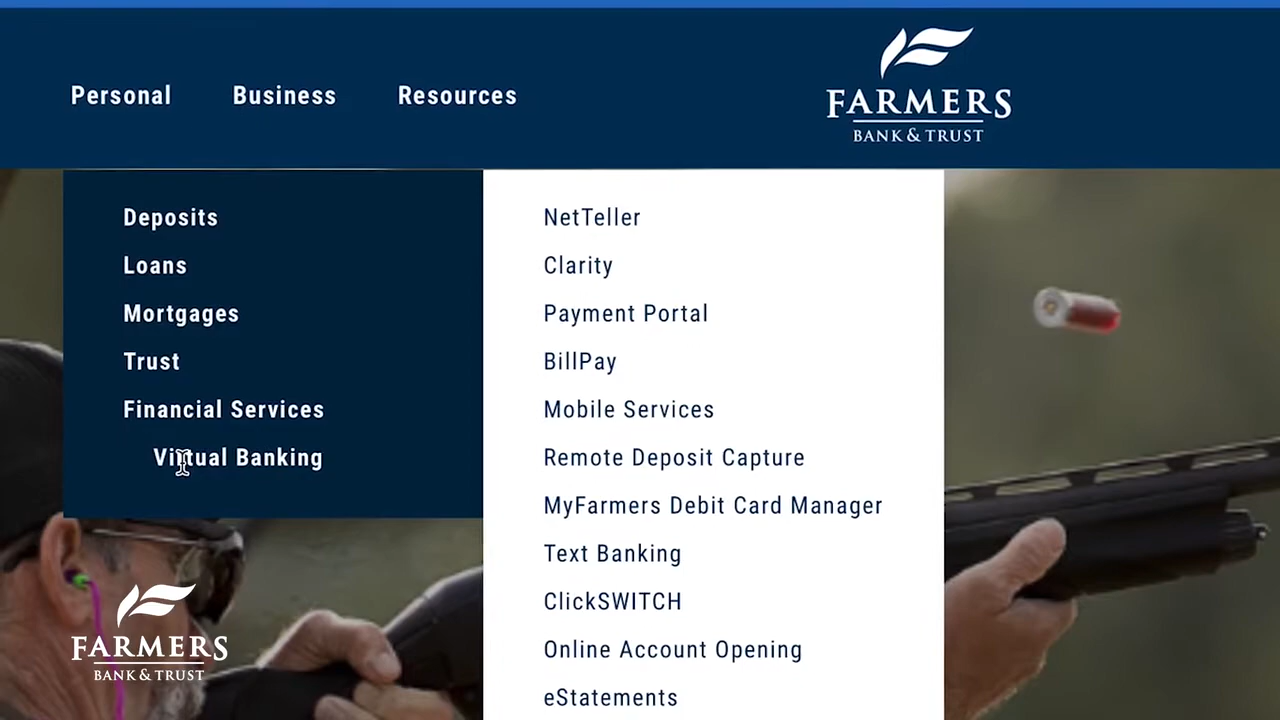 Personal
Business
Resources
FARMERS
BANK & TRUST
Deposits
Loans
Mortgages
Trust
Financial Services
Virtual Banking
NetTeller
Clarity
Payment Portal
BillPay
Mobile Services
Remote Deposit Capture
MyFarmers Debit Card Manager
Text Banking
ClickSWITCH
Online Account Opening
eStatements
FARMERS
BANK & TRUST